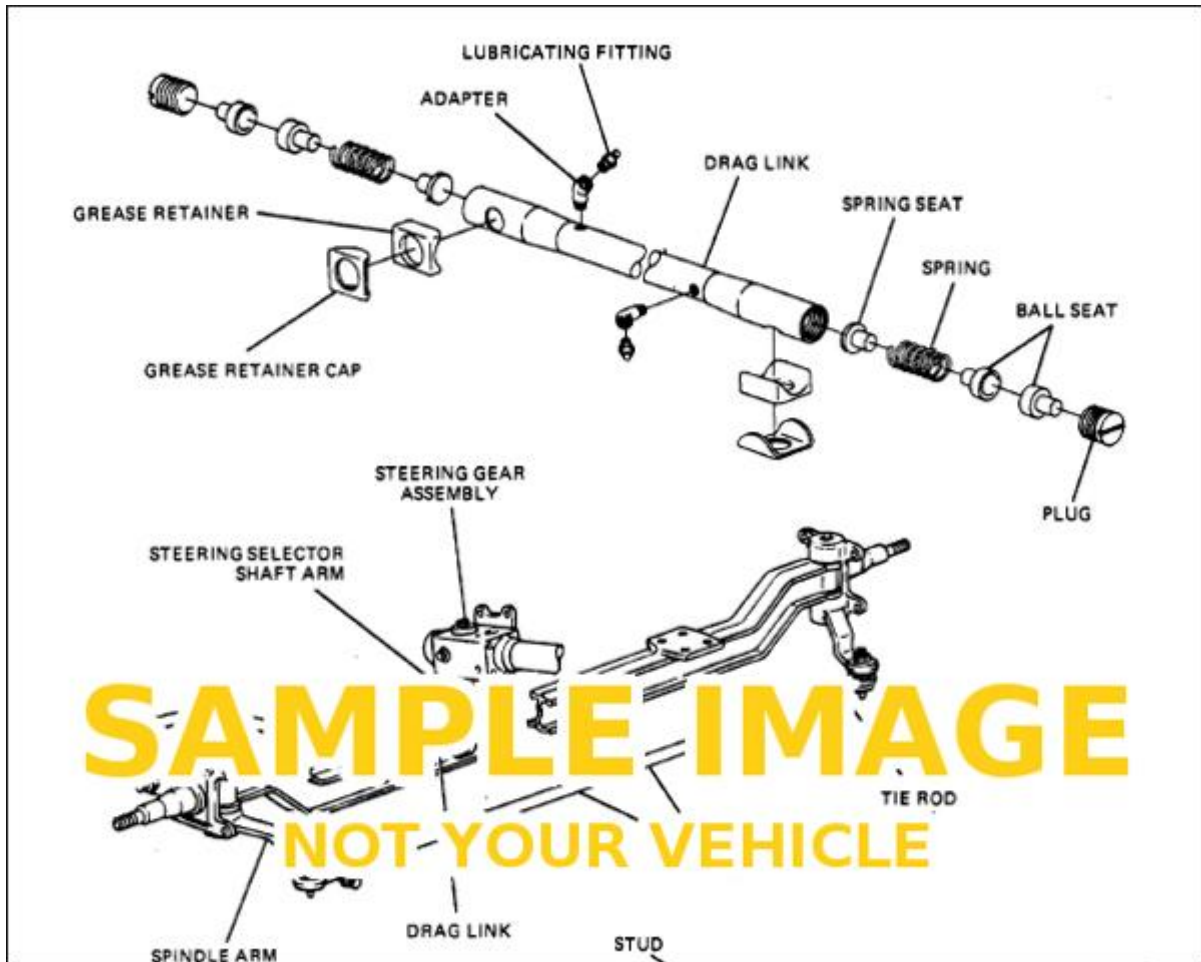 LUBRICATING FITTING
ADAPTER
DRAG LINK
SPRING SEAT
GREASE RETAINER
SPRING
BALL SEAT
GREASE RETAINER CAP
PLUG
STEERING GEAR
ASSEMBLY
STEERING SELECTOR
SHAFT ARM
SAMPLE IMAGE
TIE ROD
NOT YOUR VEHICLE
DRAG LINK
SPINDLE ARM
STUD